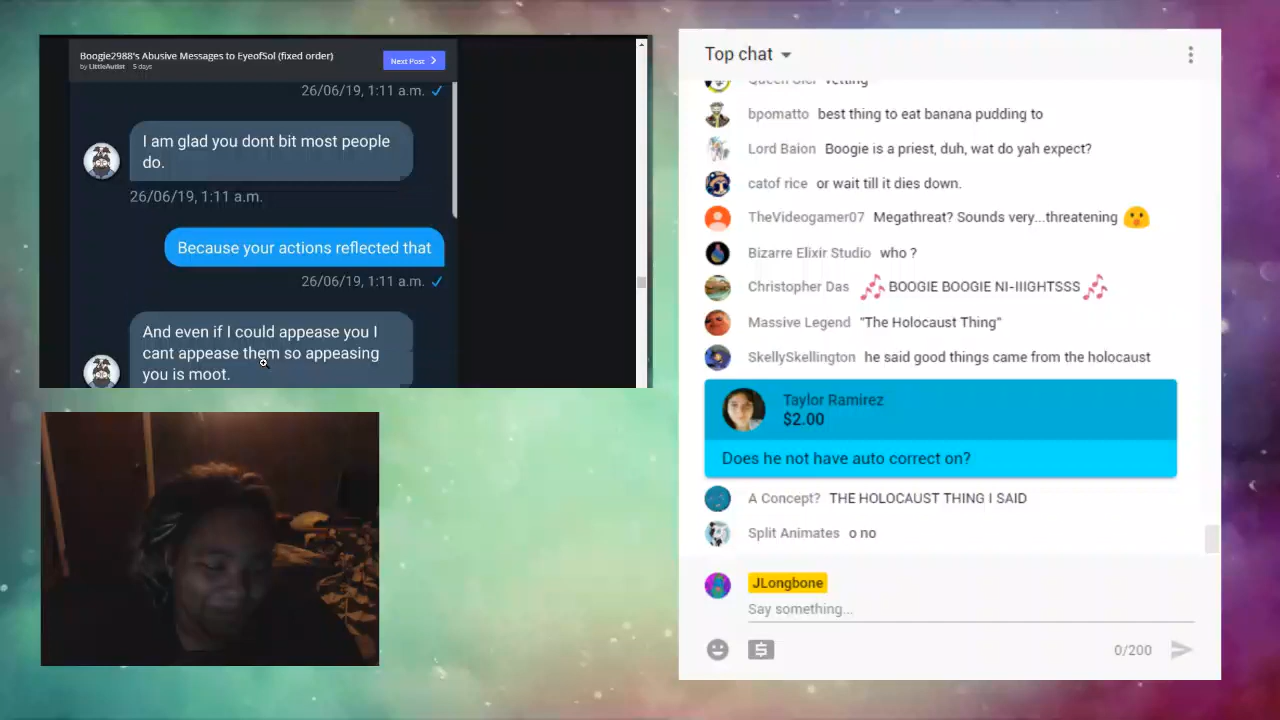 Boogie2988's Abusive Messages to EyeofSol (fixed order)
by LittleAutist 5 days
Next Post
26/06/19, 1:11 a.m.
I am glad you dont bit most people
do.
26/06/19, 1:11 a.m.
Because your actions reflected that
26/06/19, 1:11 a.m.
And even if I could appease you I
cant appease them so appeasing
you is moot.
Top chat
vetting
bpomatto best thing to eat banana pudding to
Lord Baion Boogie is a priest, duh, wat do yah expect?
catof rice or wait till it dies down.
TheVideogamer07 Megathreat? Sounds very...threatening
Bizarre Elixir Studio who ?
Christopher Das BOOGIE BOOGIE NI-IIIGHTSSS
Massive Legend "The Holocaust Thing"
SkellySkellington he said good things came from the holocaust
Taylor Ramirez
$2.00
Does he not have auto correct on?
A Concept? THE HOLOCAUST THING I SAID
Split Animates o no
JLongbone
Say something...
0/200